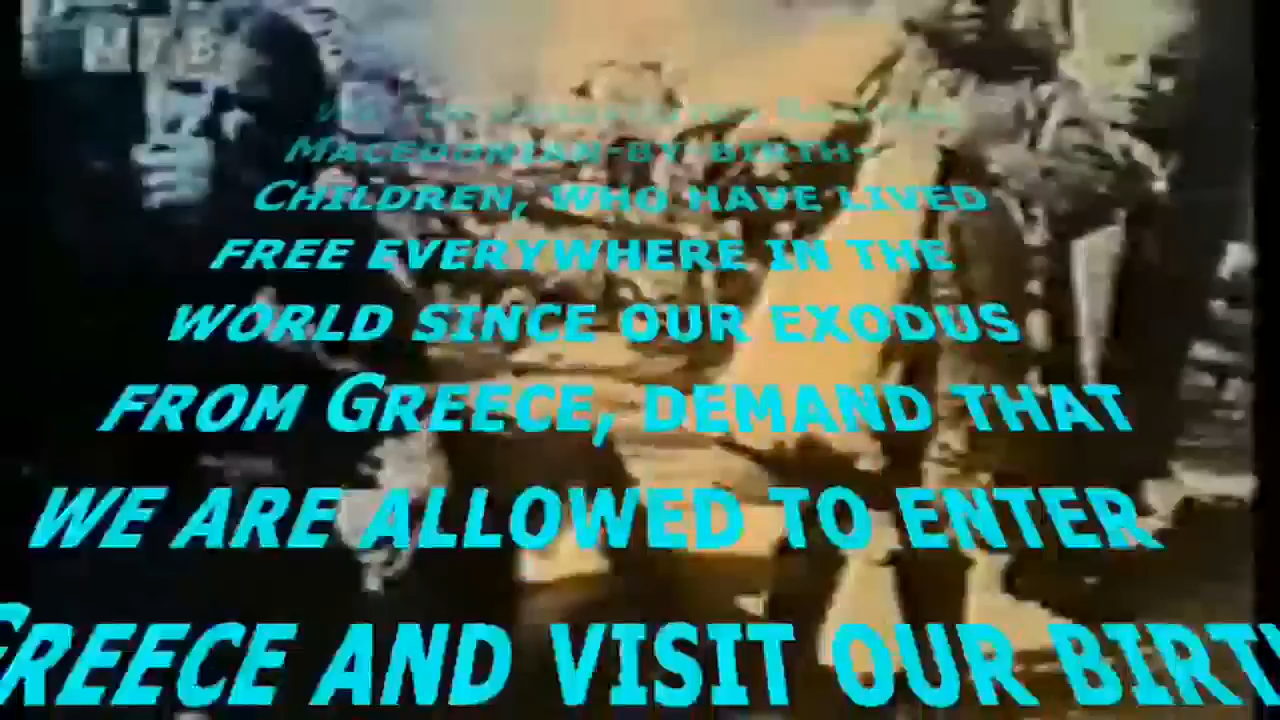 MACEDONIAN-BY-BIRTH-
CHILDREN, WHO HAVE LIVED
FREE EVERYWHERE IN THE
WORLD SINCE OUR EXODUS
FROM GREECE, DEMAND THAT
WE ARE ALLOWED TO ENTER
GREECE AND VISIT OUR